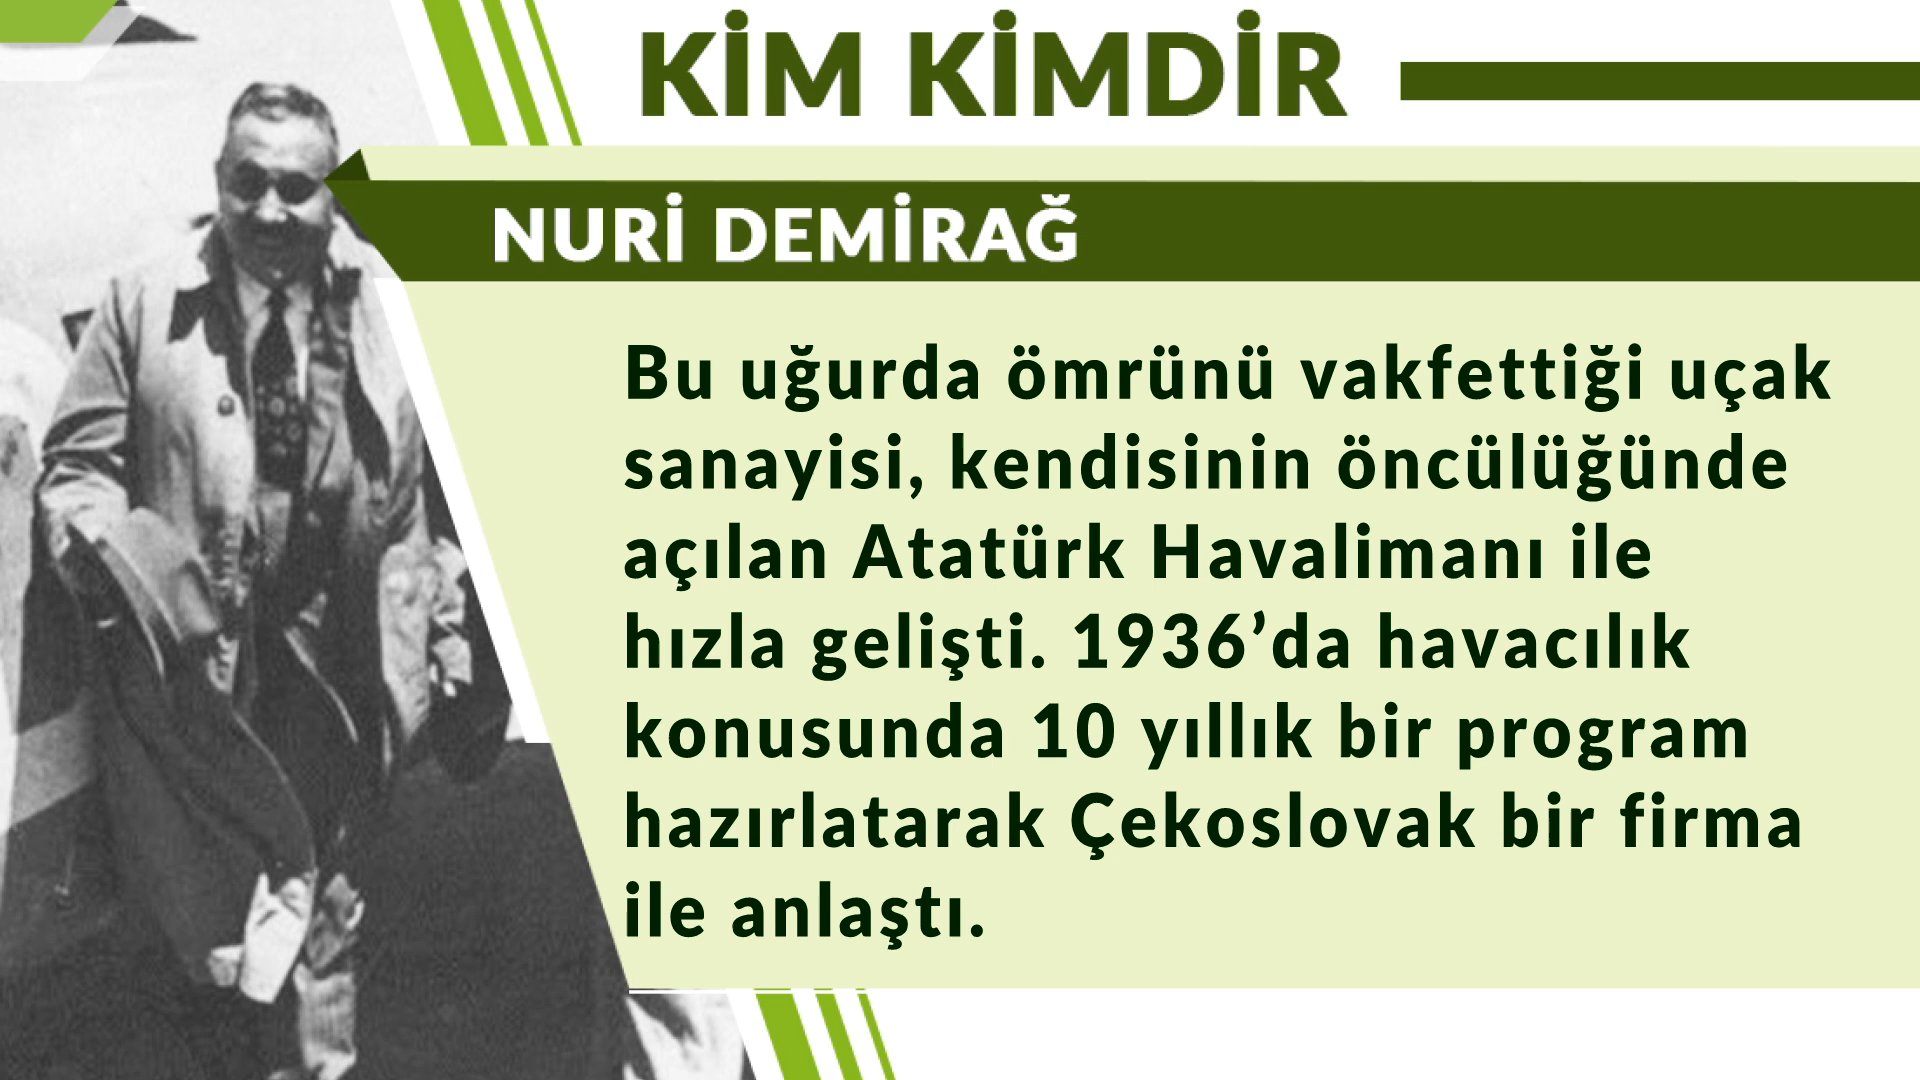 KİM KİMDİR
NURİ DEMİRAĞ
Bu uğurda ömrünü vakfettiği uçak
sanayisi, kendisinin öncülüğünde
açılan Atatürk Havalimanı ile
hızla gelişti. 1936’da havacılık
konusunda 10 yıllık bir program
hazırlatarak Çekoslovak bir firma
ile anlaştı.